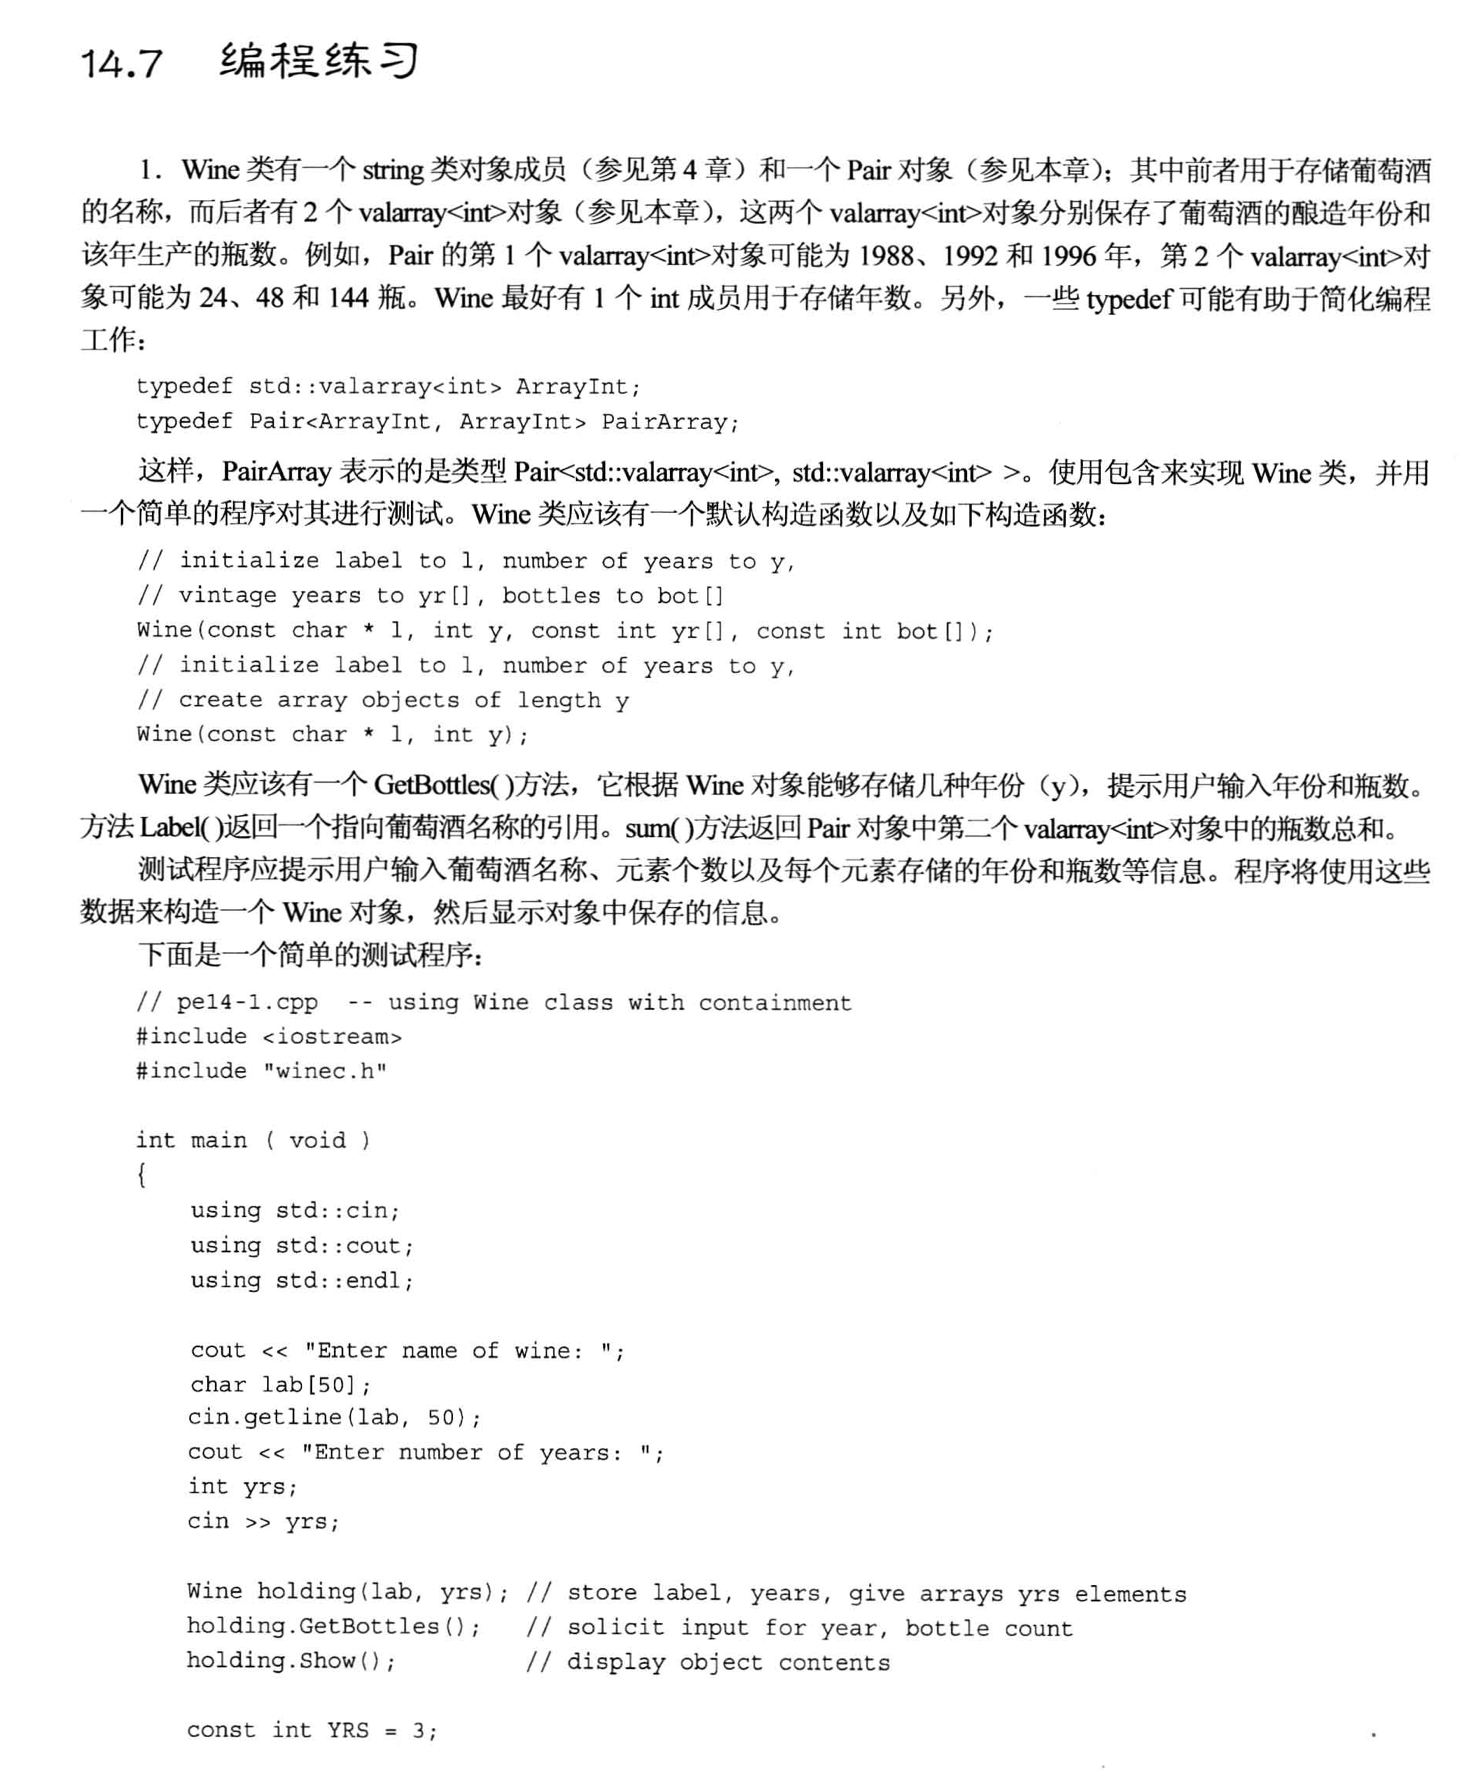 14.7 编程练习
1．Wine 类有一个 string 类对象成员（参见第 4 章）和一个 Pair 对象（参见本章）；其中前者用于存储葡萄酒
的名称，而后者有 2 个 valarray<int>对象（参见本章），这两个 valarray<int>对象分别保存了葡萄酒的酿造年份和
该年生产的瓶数。例如，Pair 的第 1 个 valarray<int>对象可能为 1988、1992 和 1996 年，第 2 个 valarray<int>对
象可能为 24、48 和 144 瓶。Wine 最好有 1 个 int 成员用于存储年数。另外，一些 typedef 可能有助于简化编程
工作：
typedef std::valarray<int> ArrayInt;
typedef Pair<ArrayInt, ArrayInt> PairArray;
这样，PairArray 表示的是类型 Pair<std::valarray<int>, std::valarray<int> >。使用包含来实现 Wine 类，并用
一个简单的程序对其进行测试。Wine 类应该有一个默认构造函数以及如下构造函数：
// initialize label to l, number of years to y,
// vintage years to yr[], bottles to bot[]
Wine(const char * l, int y, const int yr[], const int bot[]);
// initialize label to l, number of years to y,
// create array objects of length y
Wine(const char * l, int y);
Wine 类应该有一个 GetBottles( )方法，它根据 Wine 对象能够存储几种年份（y），提示用户输入年份和瓶数。
方法 Label( )返回一个指向葡萄酒名称的引用。sum( )方法返回 Pair 对象中第二个 valarray<int>对象中的瓶数总和。
测试程序应提示用户输入葡萄酒名称、元素个数以及每个元素存储的年份和瓶数等信息。程序将使用这些
数据来构造一个 Wine 对象，然后显示对象中保存的信息。
下面是一个简单的测试程序：
// pe14-1.cpp  -- using Wine class with containment
#include <iostream>
#include "winec.h"
int main ( void )
{
using std::cin;
using std::cout;
using std::endl;
cout << "Enter name of wine: ";
char lab[50];
cin.getline(lab, 50);
cout << "Enter number of years: ";
int yrs;
cin >> yrs;
Wine holding(lab, yrs); // store label, years, give arrays yrs elements
holding.GetBottles();   // solicit input for year, bottle count
holding.Show();         // display object contents
const int YRS = 3;